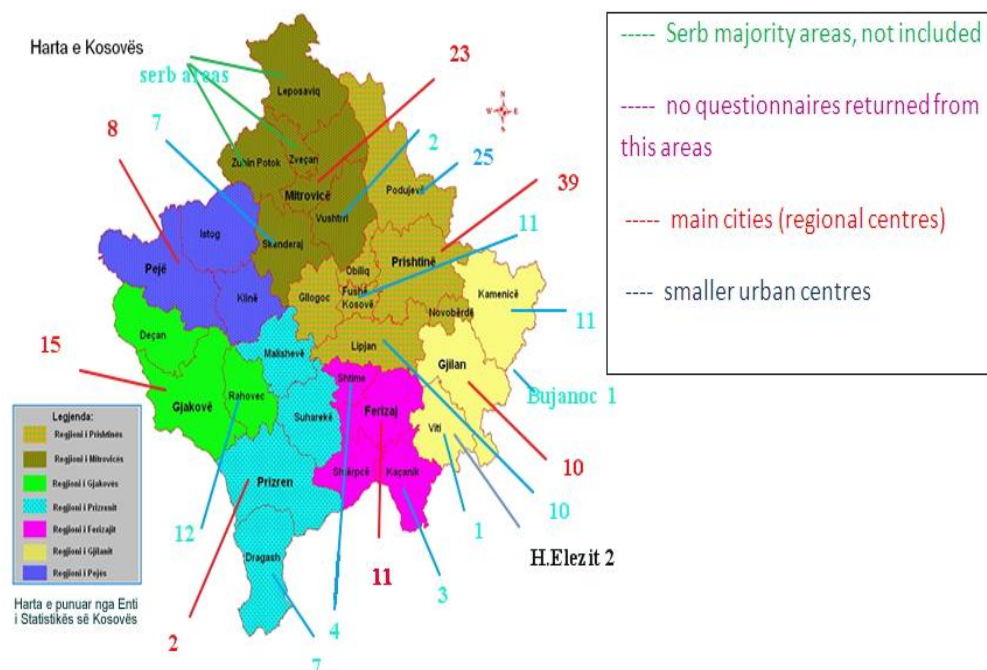 Harta e Kosovës
serb areas
23
8
7
2
25
39
11
11
15
Bujanoc 1
10
10
1
12
H.Elezit 2
11
3
2
4
7
Leposaviq
Zubin Potok
Zveçan
Mitrovicë
Vushtrri
Skenderaj
Podujevë
Istog
Pejë
Klinë
Obiliq
Prishtinë
Gllogoc
Fushë
Kosovë
Novobërdë
Kamenicë
Lipjan
Deçan
Gjakovë
Rahovec
Malishevë
Suharekë
Shtime
Ferizaj
Gjilan
Viti
Shtërpcë
Kaçanik
Prizren
Dragash
N
W
E
S
Legjenda:
Regjioni i Prishtinës
Regjioni i Mitrovicës
Regjioni i Gjakovës
Regjioni i Prizrenit
Regjioni i Ferizajit
Regjioni i Gjilanit
Regjioni i Pejës
Harta e punuar nga Enti
i Statistikës së Kosovës
----- Serb majority areas, not included
----- no questionnaires returned from
this areas
----- main cities (regional centres)
---- smaller urban centres